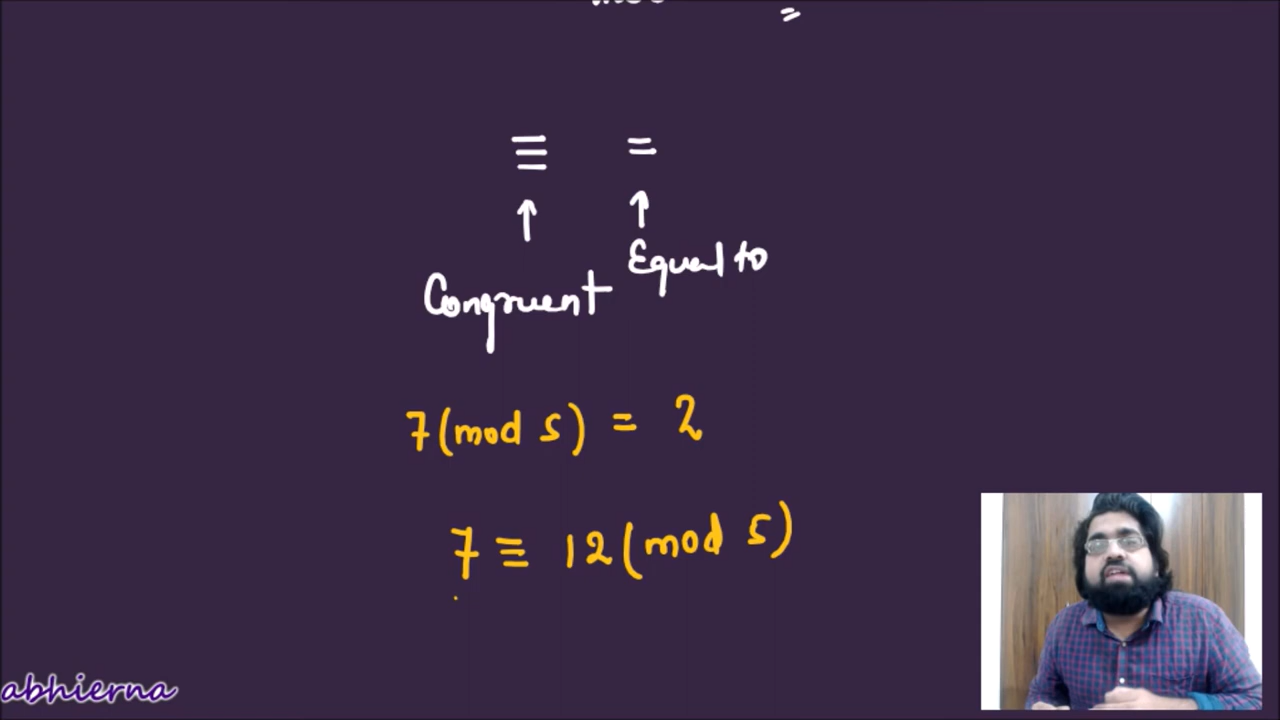 ≡ =
↑ ↑
Equal to
Congruent
7 (mod 5) = 2
7 ≡ 12 (mod 5)
abhierna